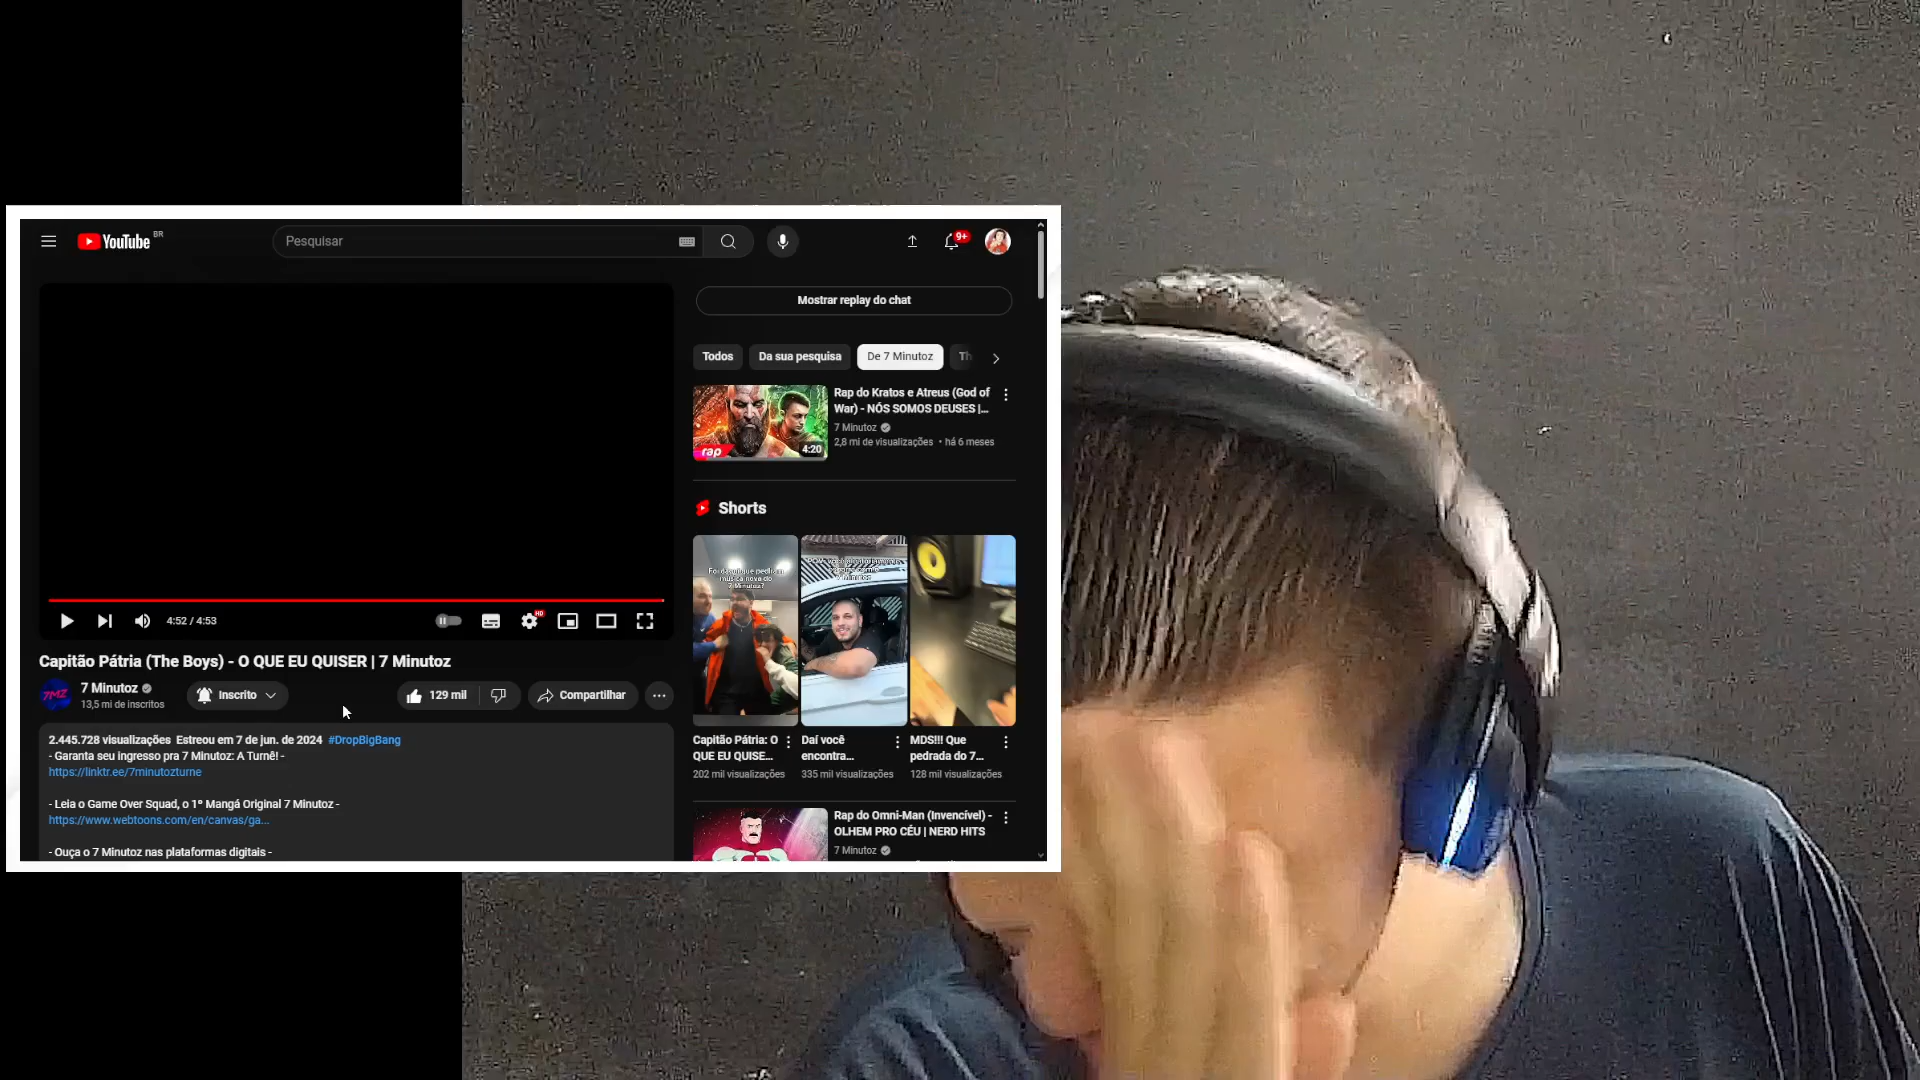 YouTube BR
Pesquisar
9+
Mostrar replay do chat
Todos
Da sua pesquisa
De 7 Minutoz
Th
rap
4:20
Rap do Kratos e Atreus (God of
War) - NÓS SOMOS DEUSES |...
7 Minutoz
2,8 mi de visualizações • há 6 meses
Shorts
7 Minutoz?
7 minutoz
Capitão Pátria: O
QUE EU QUISE...
202 mil visualizações
Daí você
encontra...
335 mil visualizações
MDS!!! Que
pedrada do 7...
128 mil visualizações
Rap do Omni-Man (Invencível) -
OLHEM PRO CÉU | NERD HITS
7 Minutoz
4:52 / 4:53
HD
Capitão Pátria (The Boys) - O QUE EU QUISER | 7 Minutoz
7MZ
7 Minutoz
13,5 mi de inscritos
Inscrito
129 mil
Compartilhar
2.445.728 visualizações Estreou em 7 de jun. de 2024 #DropBigBang
- Garanta seu ingresso pra 7 Minutoz: A Turnê! -
https://linktr.ee/7minutozturne
- Leia o Game Over Squad, o 1º Mangá Original 7 Minutoz -
https://www.webtoons.com/en/canvas/ga...
- Ouça o 7 Minutoz nas plataformas digitais -